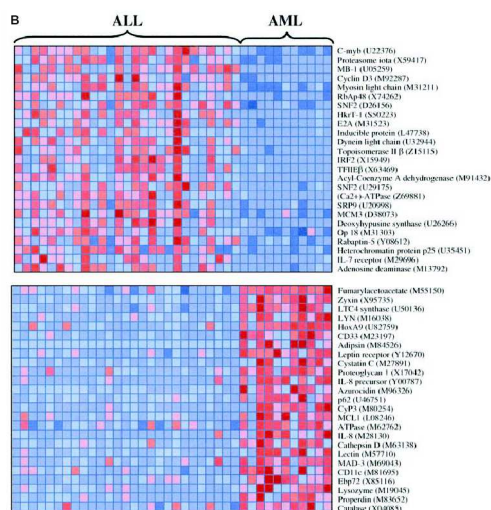 B
ALL AML
C-myb (U22376)
Proteasome iota (X59417)
MB-1 (U05259)
Cyclin D3 (M92287)
Myosin light chain (M31211)
RbAp48 (X74262)
SNF2 (D26156)
HkrT-1 (S50223)
E2A (M31523)
Inducible protein (L47738)
Dynein light chain (U32944)
Topoisomerase II β (Z15115)
IRF2 (X15949)
TFIIEβ (X63469)
Acyl-Coenzyme A dehydrogenase (M91432)
SNF2 (U29175)
(Ca2+)-ATPase (Z69881)
SRP9 (U20998)
MCM3 (D38073)
Deoxyhypusine synthase (U26266)
Op 18 (M31303)
Rabaptin-5 (Y08612)
Heterochromatin protein p25 (U35451)
IL-7 receptor (M29696)
Adenosine deaminase (M13792)
Fumarylacetoacetate (M55150)
Zyxin (X95735)
LTC4 synthase (U50136)
LYN (M16038)
HoxA9 (U82759)
CD33 (M23197)
Adipsin (M84526)
Leptin receptor (Y12670)
Cystatin C (M27891)
Proteoglycan 1 (X17042)
IL-8 precursor (Y00787)
Azurocidin (M96326)
p62 (U46751)
CyP3 (M80254)
MCL1 (L08246)
ATPase (M62762)
IL-8 (M28130)
Cathepsin D (M63138)
Lectin (M57710)
MAD-3 (M69043)
CD11c (M81695)
Ebp72 (X85116)
Lysozyme (M19045)
Properdin (M83652)
Catalase (X04085)